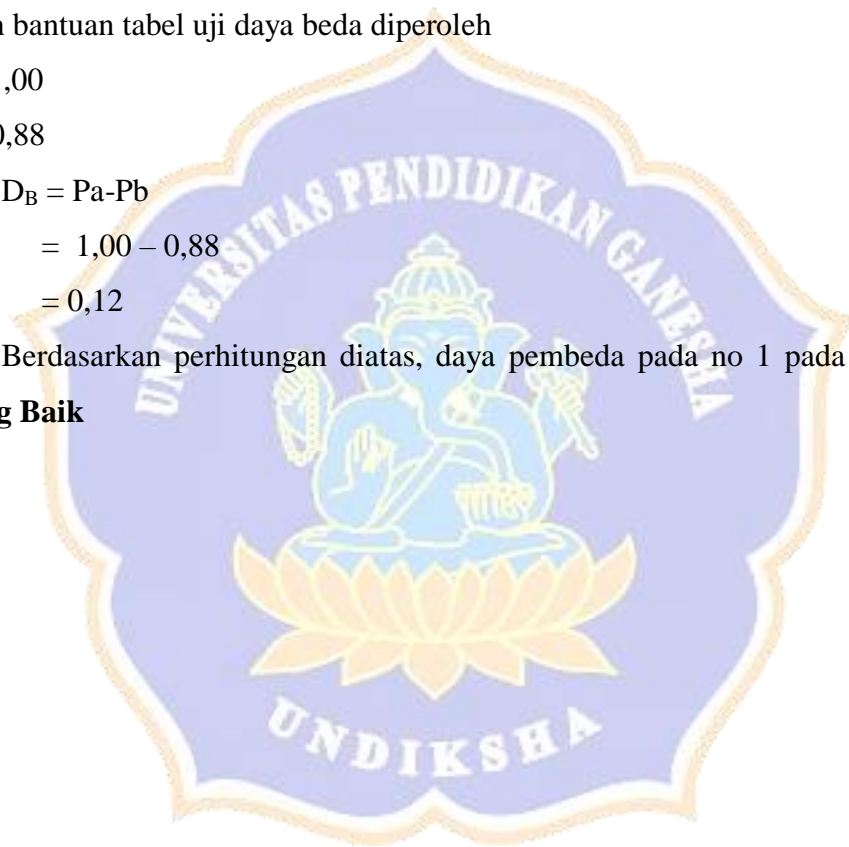 bantuan tabel uji daya beda diperoleh
,00
0,88
D_B = Pa-Pb
= 1,00 – 0,88
= 0,12
Berdasarkan perhitungan diatas, daya pembeda pada no 1 pada
Baik
UNIVERSITAS PENDIDIKAN GANESHA
UNDIKSHA